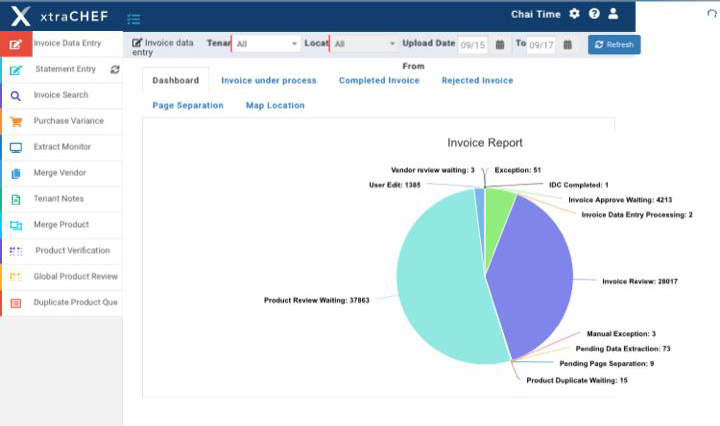 xtraCHEF
Chai Time
Invoice Data Entry
Statement Entry
Invoice Search
Purchase Variance
Extract Monitor
Merge Vendor
Tenant Notes
Merge Product
Product Verification
Global Product Review
Duplicate Product Que
Invoice data entry
Tenan All
Locat All
Upload Date From 09/15
To 09/17
Refresh
Dashboard
Invoice under process
Completed Invoice
Rejected Invoice
Page Separation
Map Location
Invoice Report
Vendor review waiting: 3
Exception: 51
User Edit: 1385
IDC Completed: 1
Invoice Approve Waiting: 4213
Invoice Data Entry Processing: 2
Invoice Review: 28017
Product Review Waiting: 37863
Manual Exception: 3
Pending Data Extraction: 73
Pending Page Separation: 9
Product Duplicate Waiting: 15